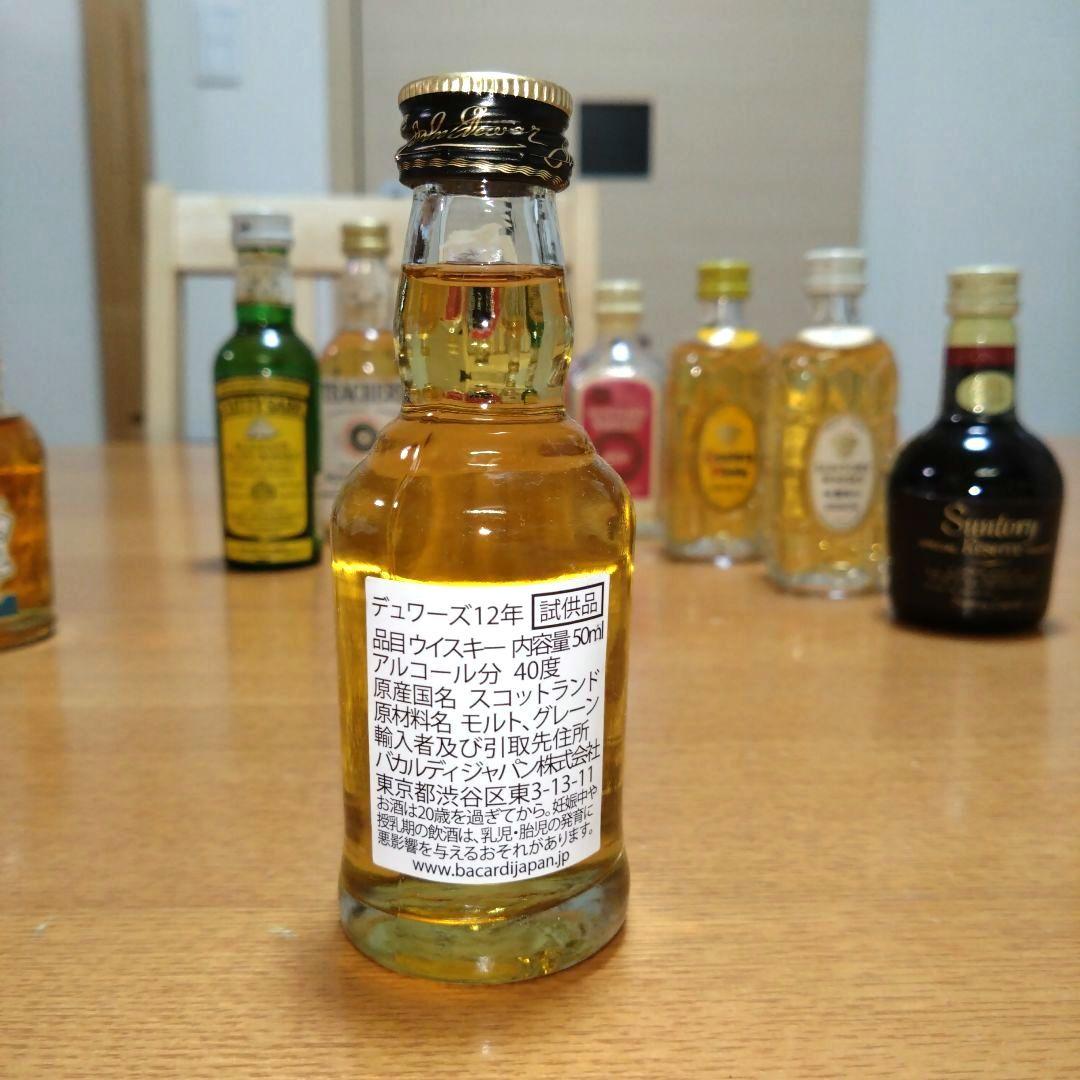 John Dewar
TEACHER'S
Suntory
Reserve
デュワーズ12年 試供品
品目 ウイスキー 内容量 50ml
アルコール分 40度
原産国名 スコットランド
原材料名 モルト、グレーン
輸入者及び引取先住所
バカルディジャパン株式会社
東京都渋谷区東3-13-11
お酒は20歳を過ぎてから。妊娠中や
授乳期の飲酒は、乳児・胎児の発育に
悪影響を与えるおそれがあります。
www.bacardijapan.jp